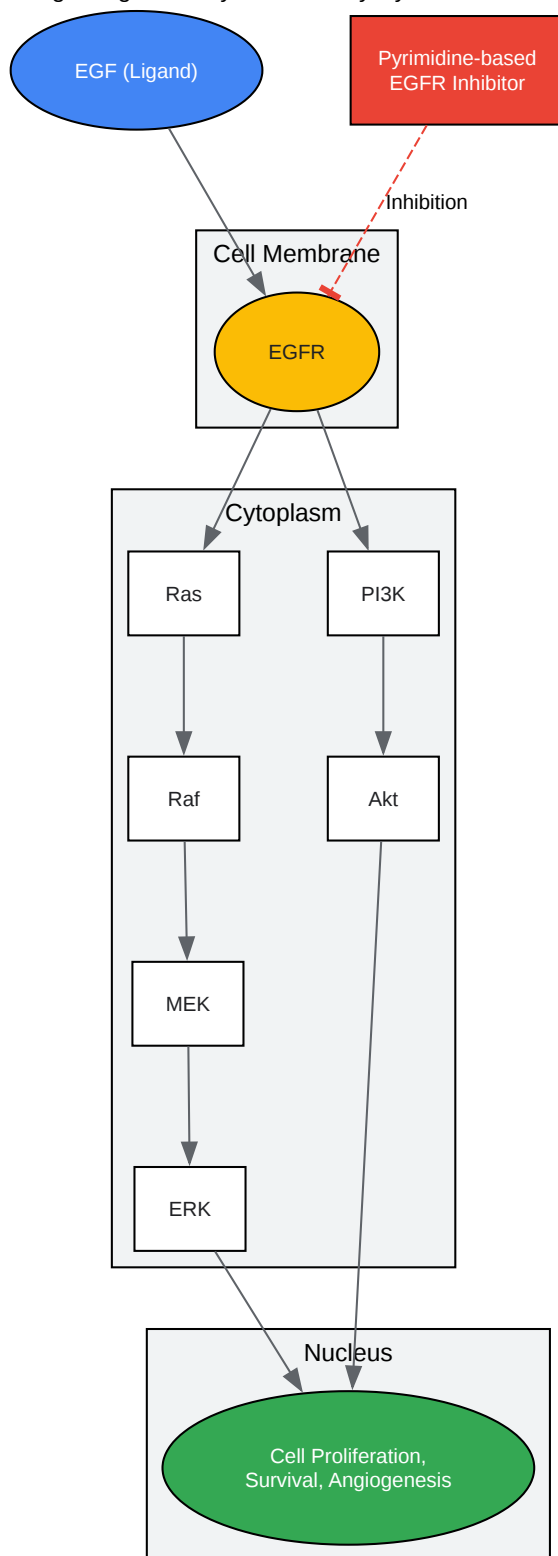 EGF (Ligand)
Pyrimidine-based
EGFR Inhibitor
Inhibition
Cell Membrane
EGFR
Cytoplasm
Ras
PI3K
Raf
Akt
MEK
ERK
Nucleus
Cell Proliferation,
Survival, Angiogenesis